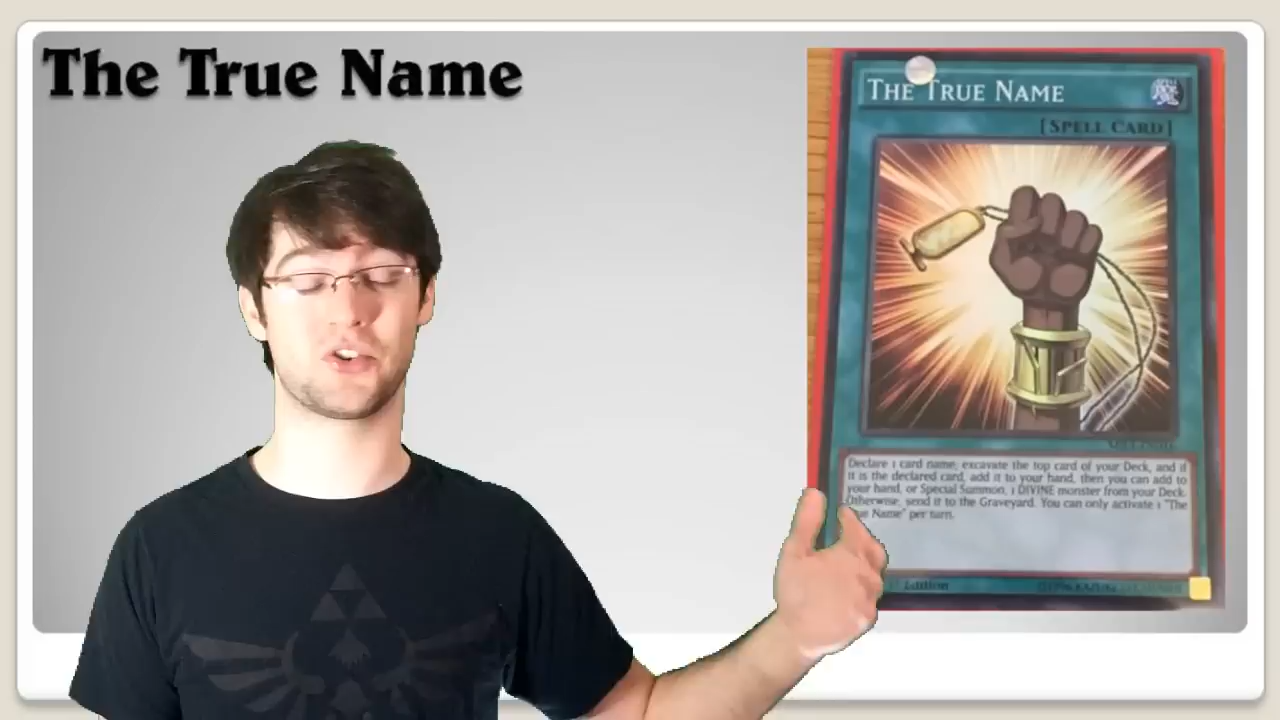 The True Name
THE TRUE NAME
[SPELL CARD]
Declare 1 card name; excavate the top card of your Deck, and if
it is the declared card, add it to your hand, then you can add to
your hand, or Special Summon, 1 DIVINE monster from your Deck.
Otherwise, send it to the Graveyard. You can only activate 1 "The
Name" per turn.
Edition